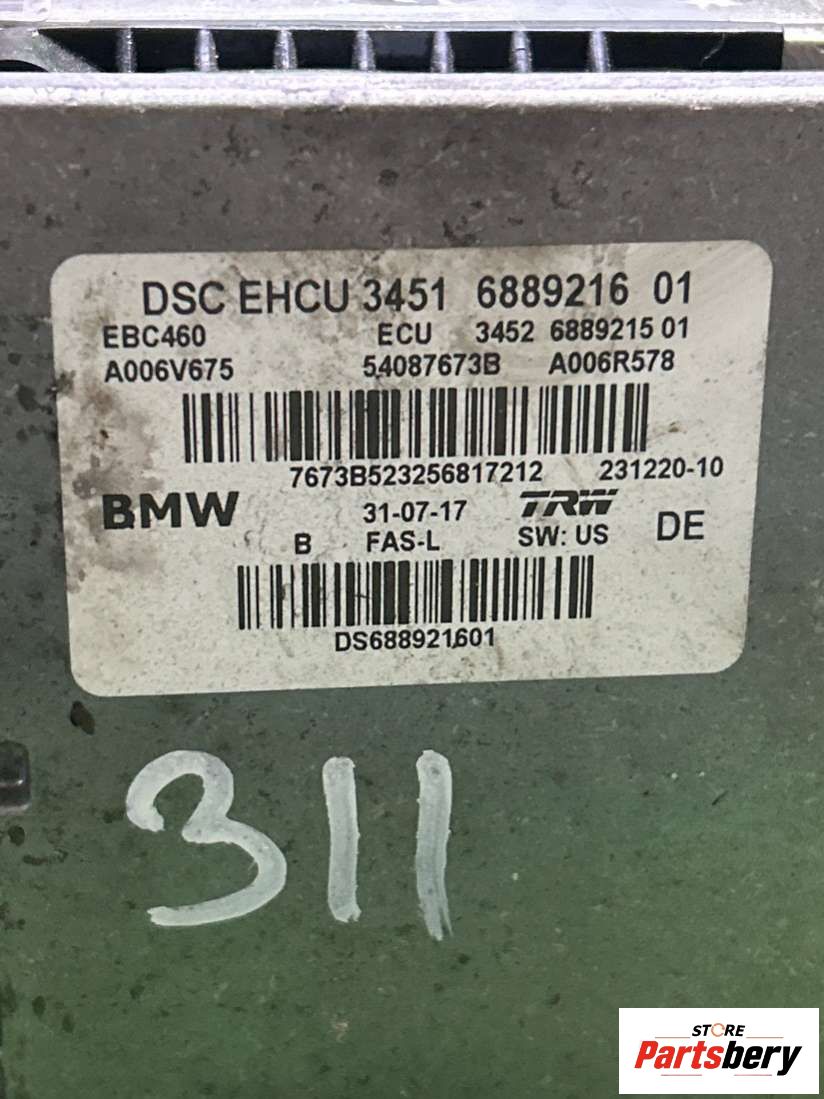 DSC EHCU 3451 6889216 01
EBC460 ECU 3452 6889215 01
A006V675 54087673B A006R578
7673B523256817212 231220-10
BMW 31-07-17 TRW DE
B FAS-L SW: US
DS688921601
311
STORE
Partsbery